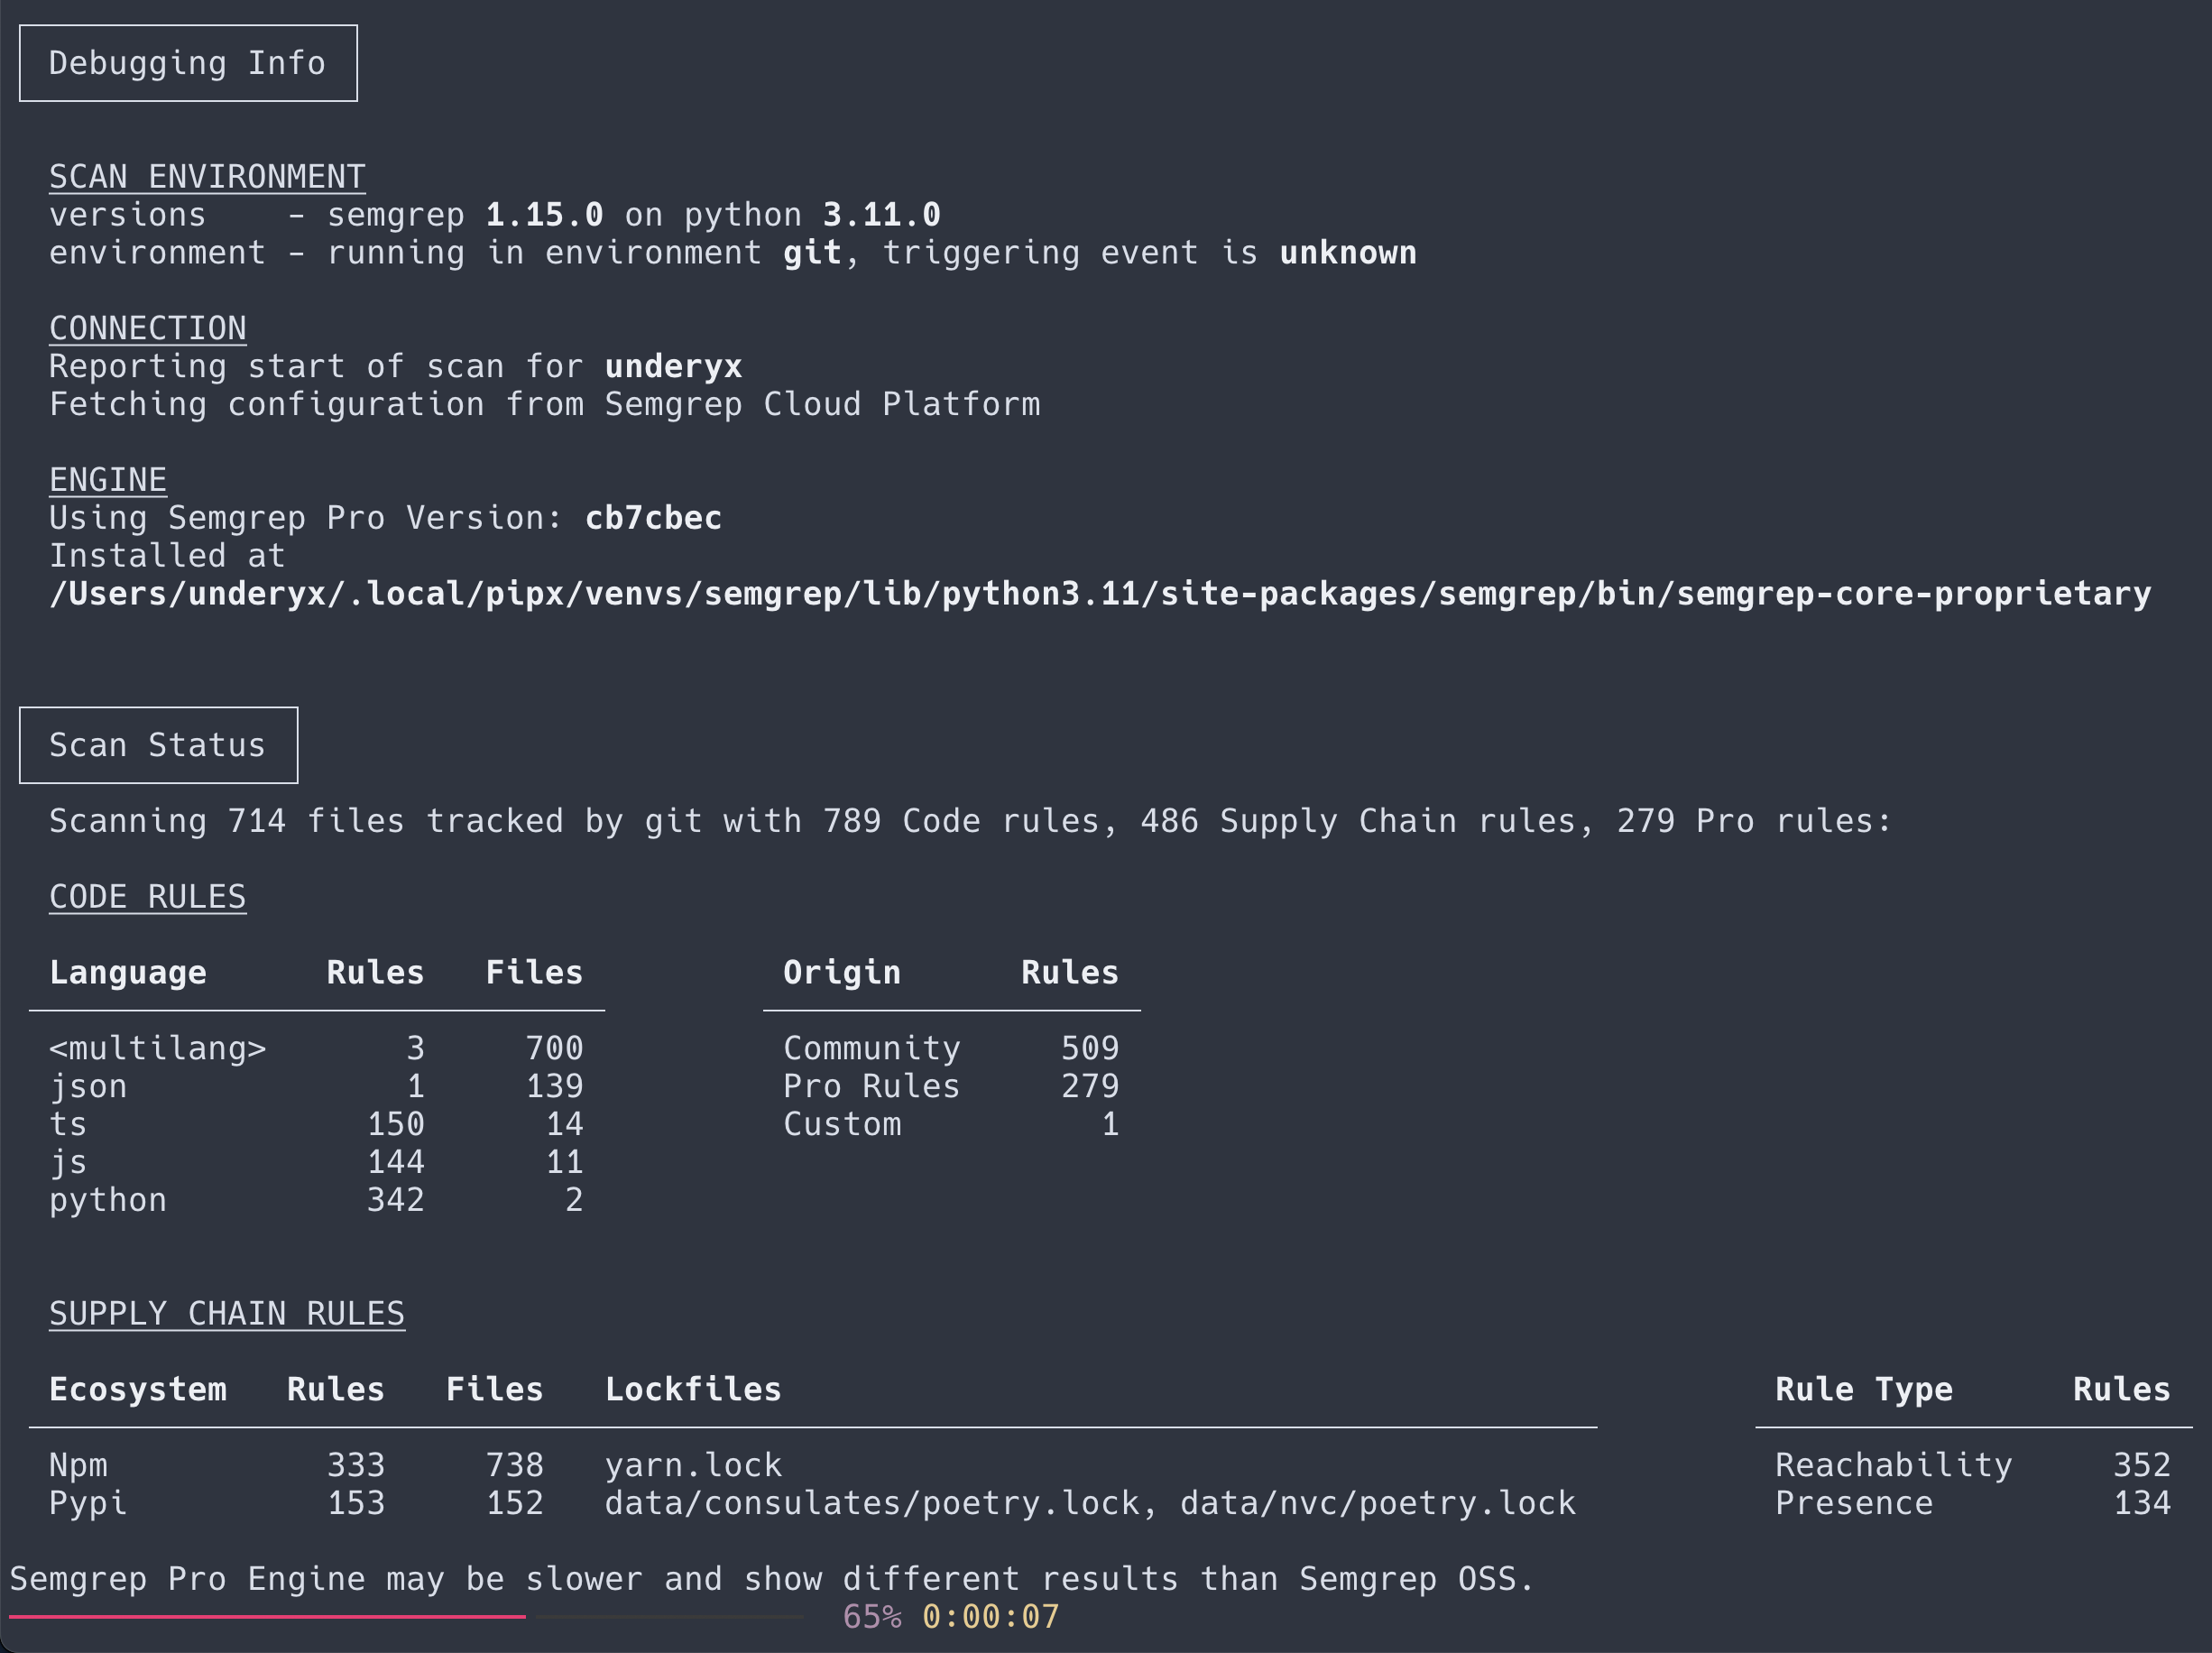 Debugging Info
SCAN ENVIRONMENT
versions    - semgrep 1.15.0 on python 3.11.0
environment - running in environment git, triggering event is unknown
CONNECTION
Reporting start of scan for underyx
Fetching configuration from Semgrep Cloud Platform
ENGINE
Using Semgrep Pro Version: cb7cbec
Installed at
/Users/underyx/.local/pipx/venvs/semgrep/lib/python3.11/site-packages/semgrep/bin/semgrep-core-proprietary
Scan Status
Scanning 714 files tracked by git with 789 Code rules, 486 Supply Chain rules, 279 Pro rules:
CODE RULES
Language      Rules   Files          Origin      Rules
<multilang>       3     700          Community     509
json              1     139          Pro Rules     279
ts              150      14          Custom          1
js              144      11
python          342       2
SUPPLY CHAIN RULES
Ecosystem   Rules   Files   Lockfiles                                                  Rule Type      Rules
Npm           333     738   yarn.lock                                                  Reachability     352
Pypi          153     152   data/consulates/poetry.lock, data/nvc/poetry.lock          Presence         134
Semgrep Pro Engine may be slower and show different results than Semgrep OSS.
65% 0:00:07